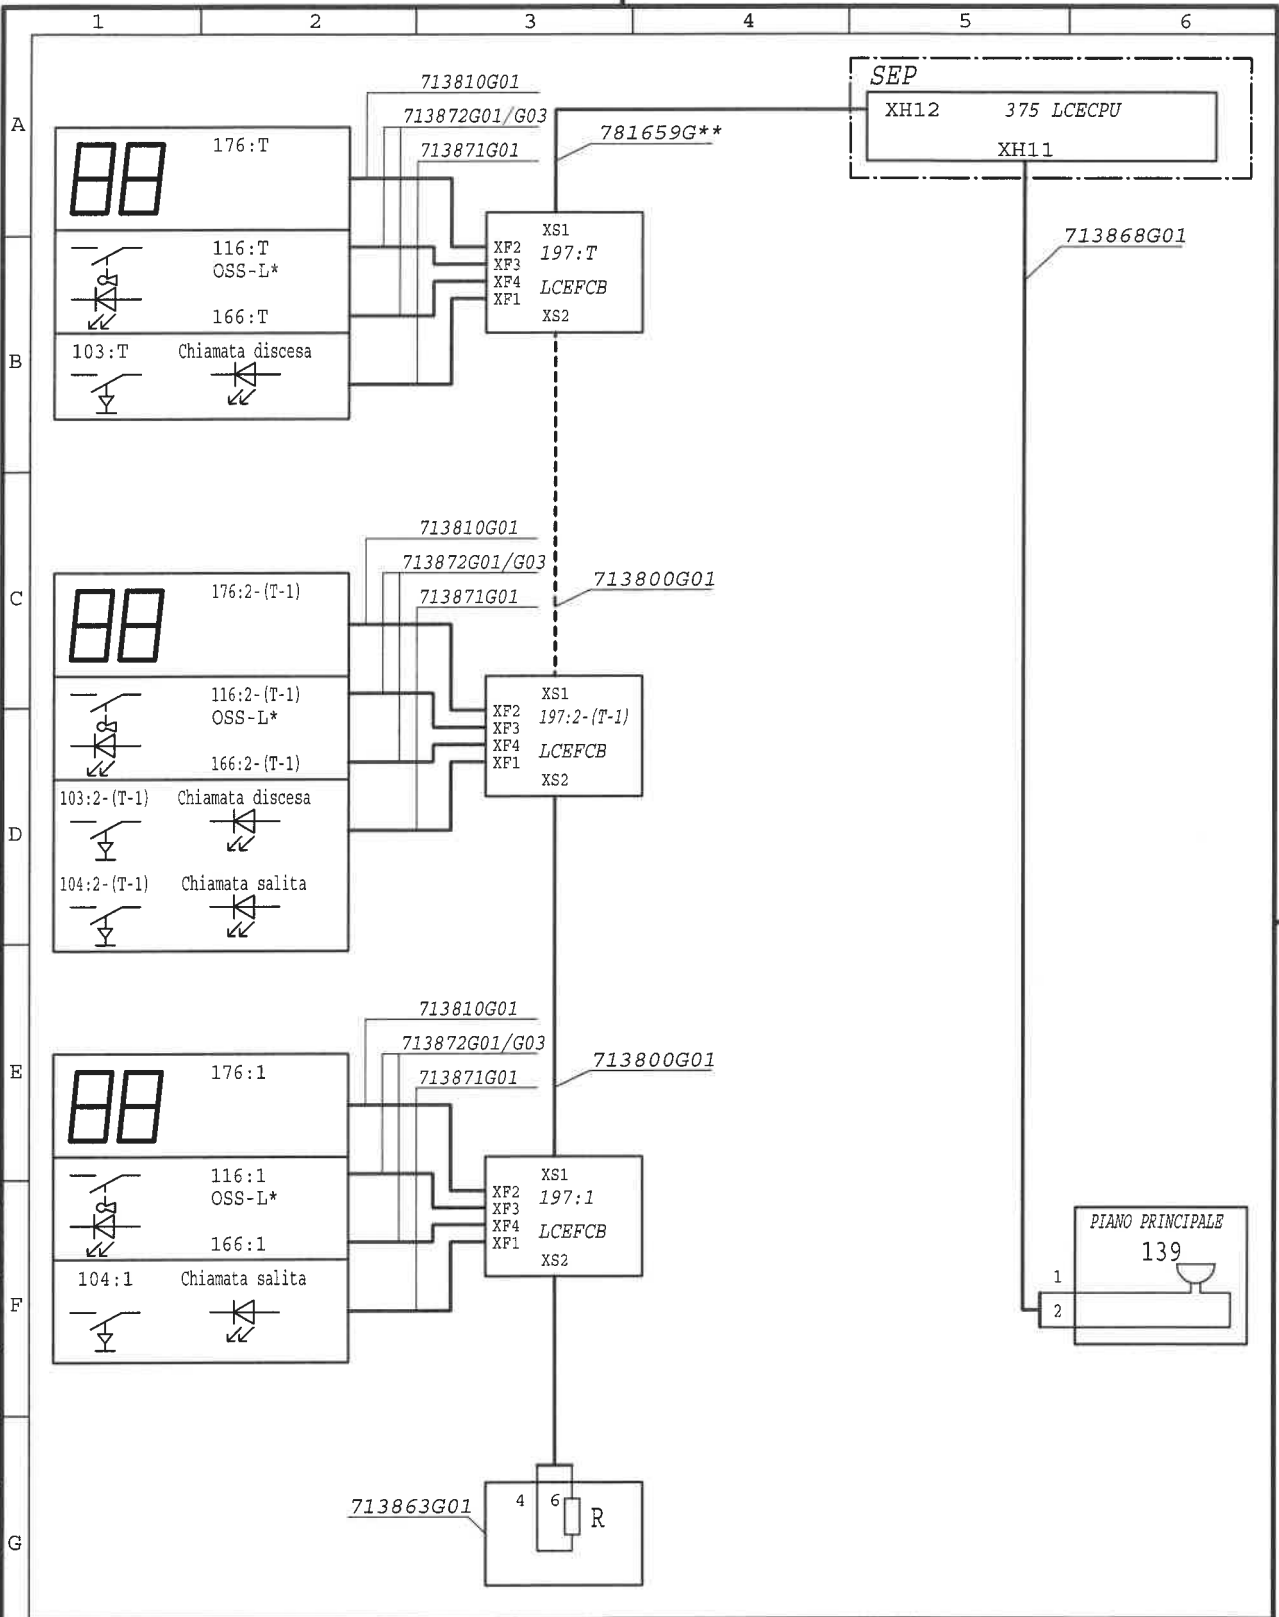 1 2 3 4 5 6
A
B
C
D
E
F
G
SEP
XH12 375 LCECPU
XH11
713810G01
713872G01/G03
713871G01
781659G**
713868G01
176:T
116:T
OSS-L*
166:T
103:T Chiamata discesa
XS1
XF2 197:T
XF3
XF4 LCEFCB
XF1
XS2
713810G01
713872G01/G03
713871G01
713800G01
176:2-(T-1)
116:2-(T-1)
OSS-L*
166:2-(T-1)
103:2-(T-1) Chiamata discesa
104:2-(T-1) Chiamata salita
XS1
XF2 197:2-(T-1)
XF3
XF4 LCEFCB
XF1
XS2
713810G01
713872G01/G03
713871G01
713800G01
176:1
116:1
OSS-L*
166:1
104:1 Chiamata salita
XS1
XF2 197:1
XF3
XF4 LCEFCB
XF1
XS2
PIANO PRINCIPALE
139
1
2
713863G01
4 6 R